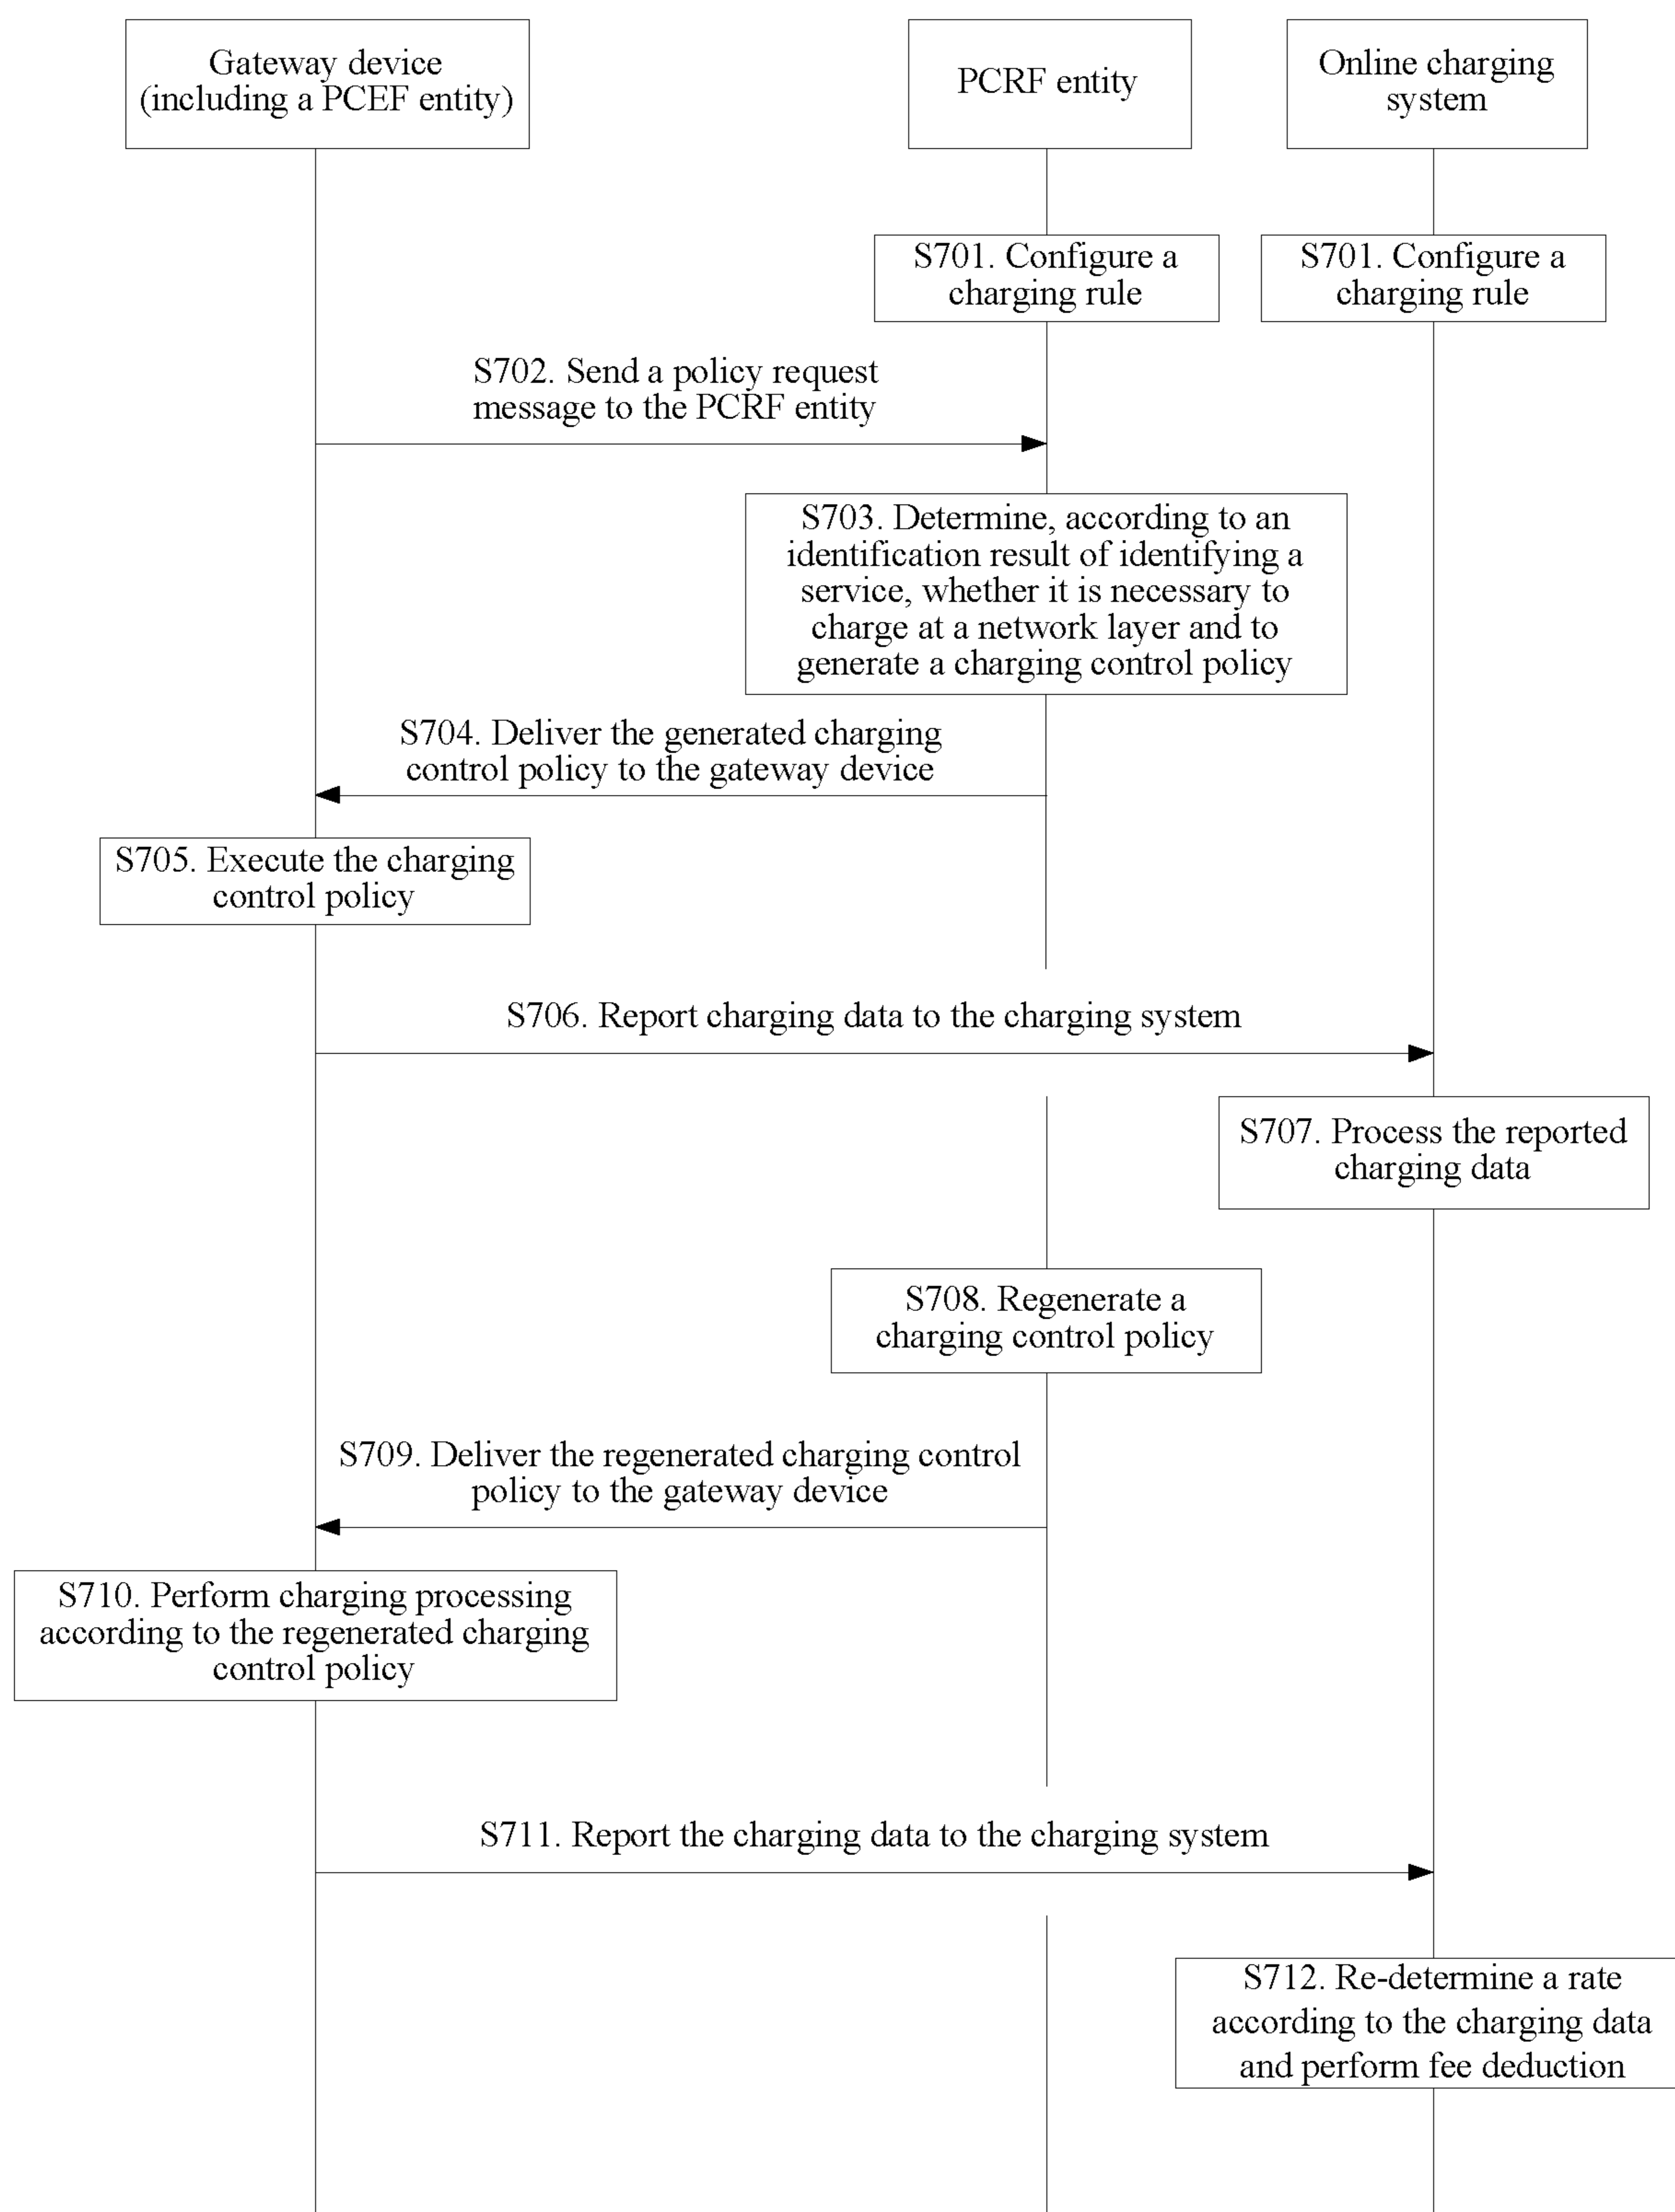 Gateway device
(including a PCEF entity)
PCRF entity
Online charging
system
S701. Configure a
charging rule
S701. Configure a
charging rule
S702. Send a policy request
message to the PCRF entity
S703. Determine, according to an
identification result of identifying a
service, whether it is necessary to
charge at a network layer and to
generate a charging control policy
S704. Deliver the generated charging
control policy to the gateway device
S705. Execute the charging
control policy
S706. Report charging data to the charging system
S707. Process the reported
charging data
S708. Regenerate a
charging control policy
S709. Deliver the regenerated charging control
policy to the gateway device
S710. Perform charging processing
according to the regenerated charging
control policy
S711. Report the charging data to the charging system
S712. Re-determine a rate
according to the charging data
and perform fee deduction